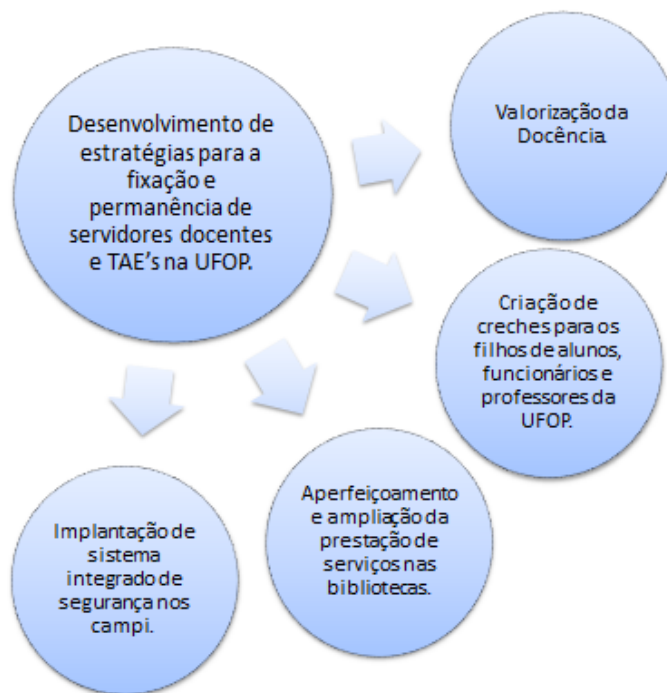 Desenvolvimento de
estratégias para a
fixação e
permanência de
servidores docentes
e TAE's na UFOP.
Valorização da
Docência.
Criação de
creches para os
filhos de alunos,
funcionários e
professores da
UFOP.
Aperfeiçoamento
e ampliação da
prestação de
serviços nas
bibliotecas.
Implantação de
sistema
integrado de
segurança nos
campi.